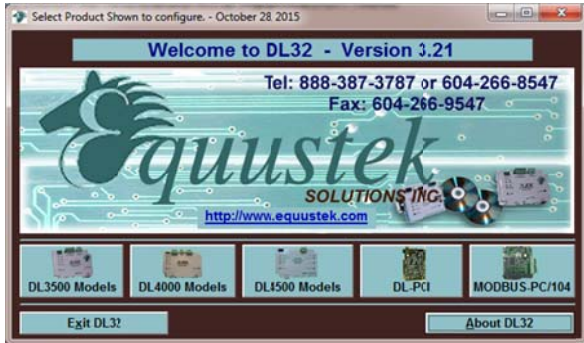 Select Product Shown to configure. - October 28 2015
Welcome to DL32 - Version 3.21
Tel: 888-387-3787 or 604-266-8547
Fax: 604-266-9547
Equustek
SOLUTIONS INC.
http://www.equustek.com
DL3500 Models DL4000 Models DL4500 Models DL-PCI MODBUS-PC/104
Exit DL32 About DL32